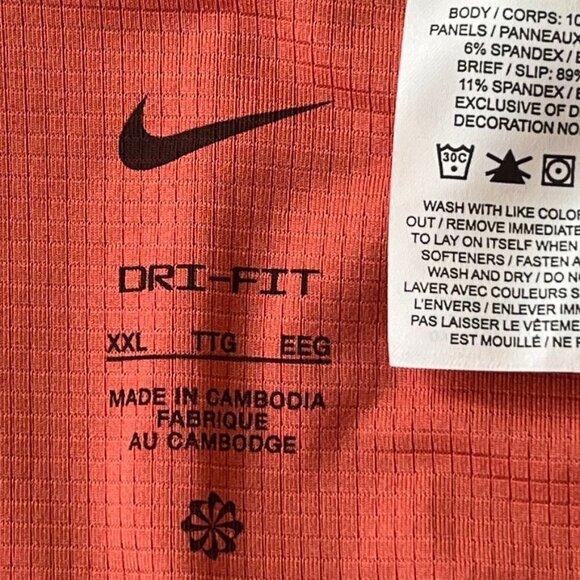 DRI-FIT
XXL TTG EEG
MADE IN CAMBODIA
FABRIQUE
AU CAMBODGE
BODY / CORPS:
PANELS / PANNEAUX
6% SPANDEX /
BRIEF / SLIP:
11% SPANDEX /
EXCLUSIVE OF
DECORATION
30C
WASH WITH LIKE
OUT / REMOVE
TO LAY ON ITSELF WHEN
SOFTENERS / FASTEN
WASH AND DRY / DO
LAVER AVEC COULEURS
L'ENVERS / ENLEVER
PAS LAISSER LE
EST MOUILLÉ / NE